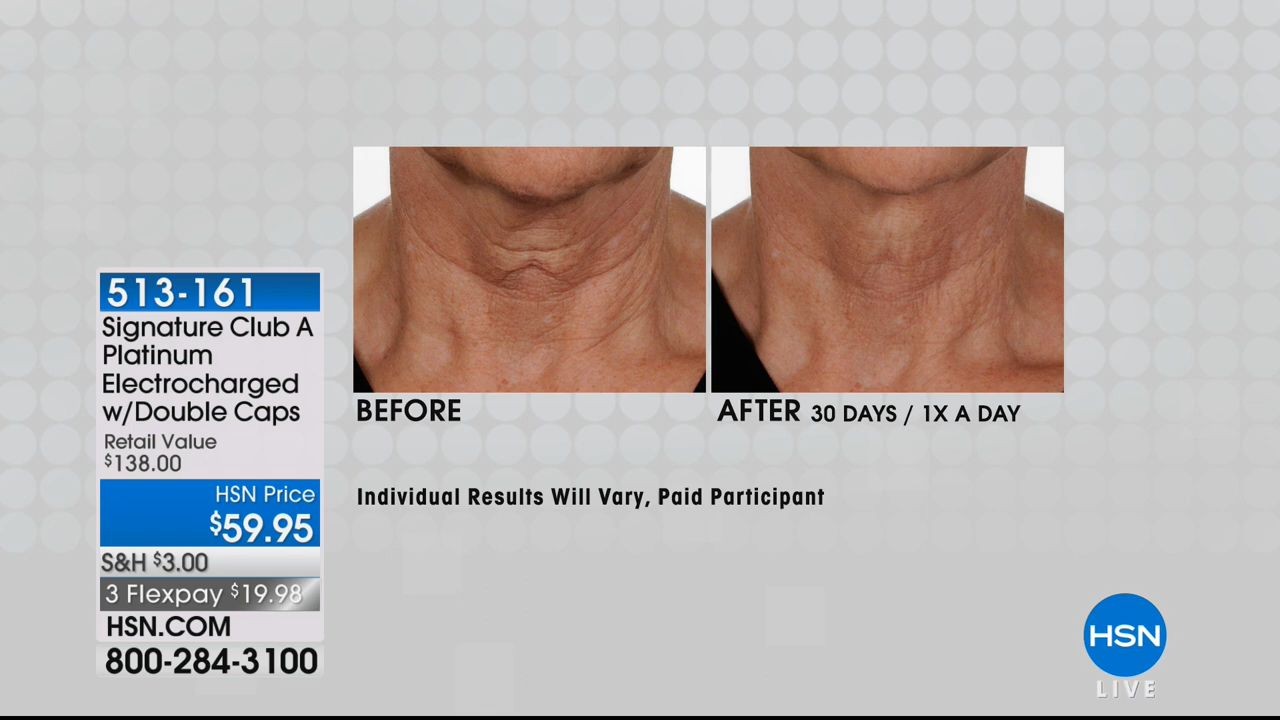 513-161
Signature Club A
Platinum
Electrocharged
w/Double Caps
Retail Value
$138.00
HSN Price
$59.95
S&H $3.00
3 Flexpay $19.98
HSN.COM
800-284-3100
BEFORE
AFTER 30 DAYS / 1X A DAY
Individual Results Will Vary, Paid Participant
HSN
LIVE